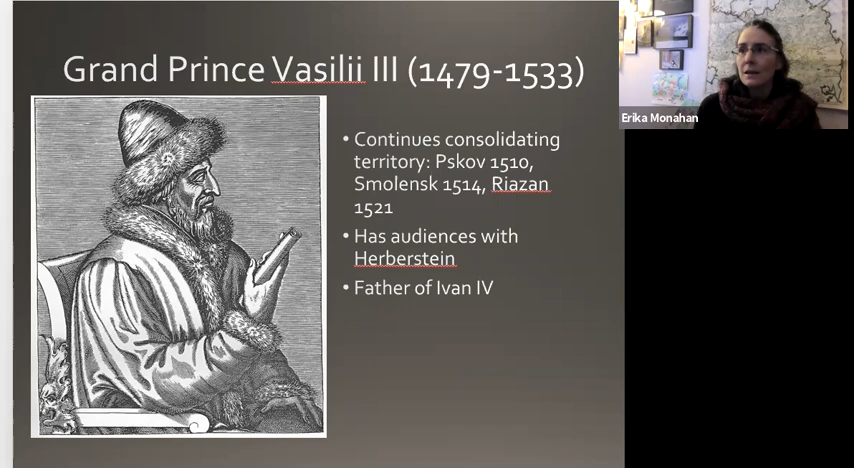 Grand Prince Vasilii III (1479-1533)
• Continues consolidating
territory: Pskov 1510,
Smolensk 1514, Riazan
1521
• Has audiences with
Herberstein
• Father of Ivan IV
Erika Monahan